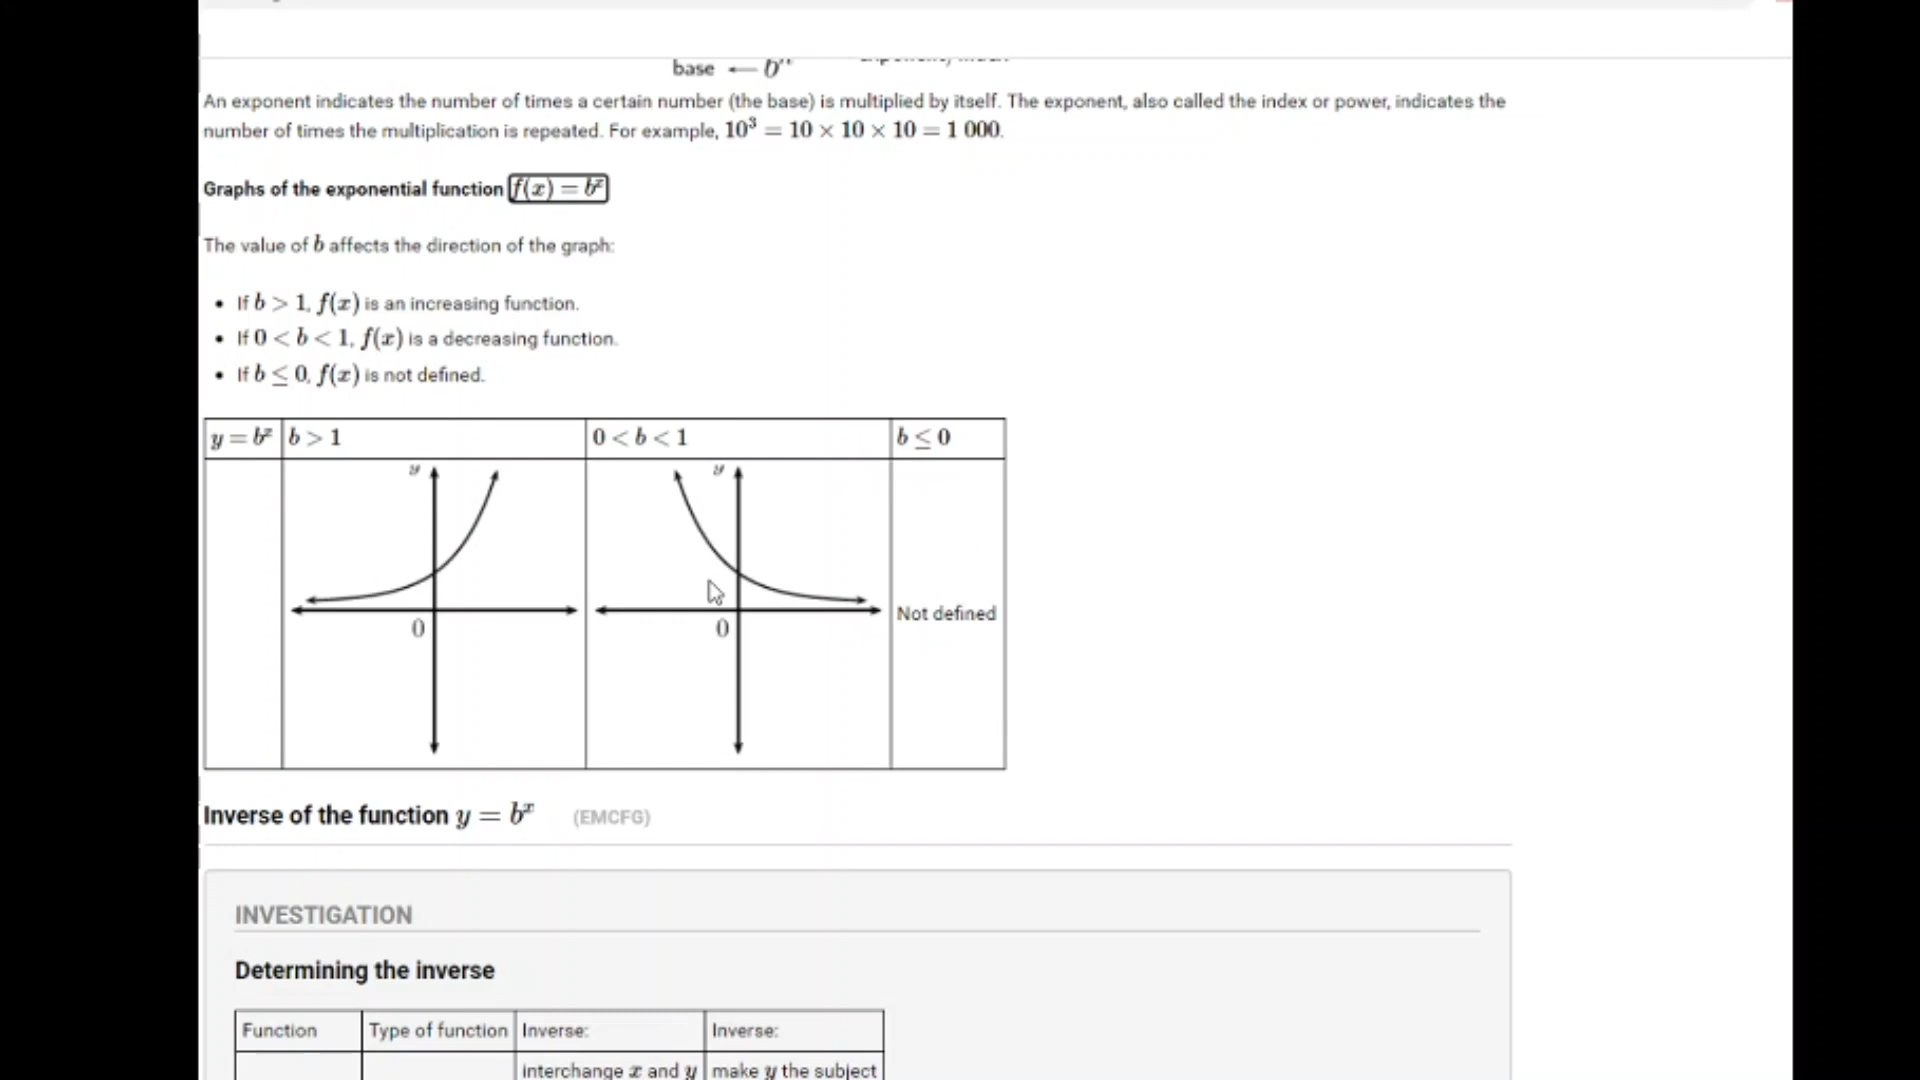 base ← bⁿ
An exponent indicates the number of times a certain number (the base) is multiplied by itself. The exponent, also called the index or power, indicates the
number of times the multiplication is repeated. For example, 10³ = 10 × 10 × 10 = 1 000.
Graphs of the exponential function f(x) = bˣ
The value of b affects the direction of the graph:
• If b > 1, f(x) is an increasing function.
• If 0 < b < 1, f(x) is a decreasing function.
• If b ≤ 0, f(x) is not defined.
y = bˣ b > 1 0 < b < 1 b ≤ 0
y y
0 0 Not defined
Inverse of the function y = bˣ (EMCFG)
INVESTIGATION
Determining the inverse
Function Type of function Inverse: Inverse:
interchange x and y make y the subject